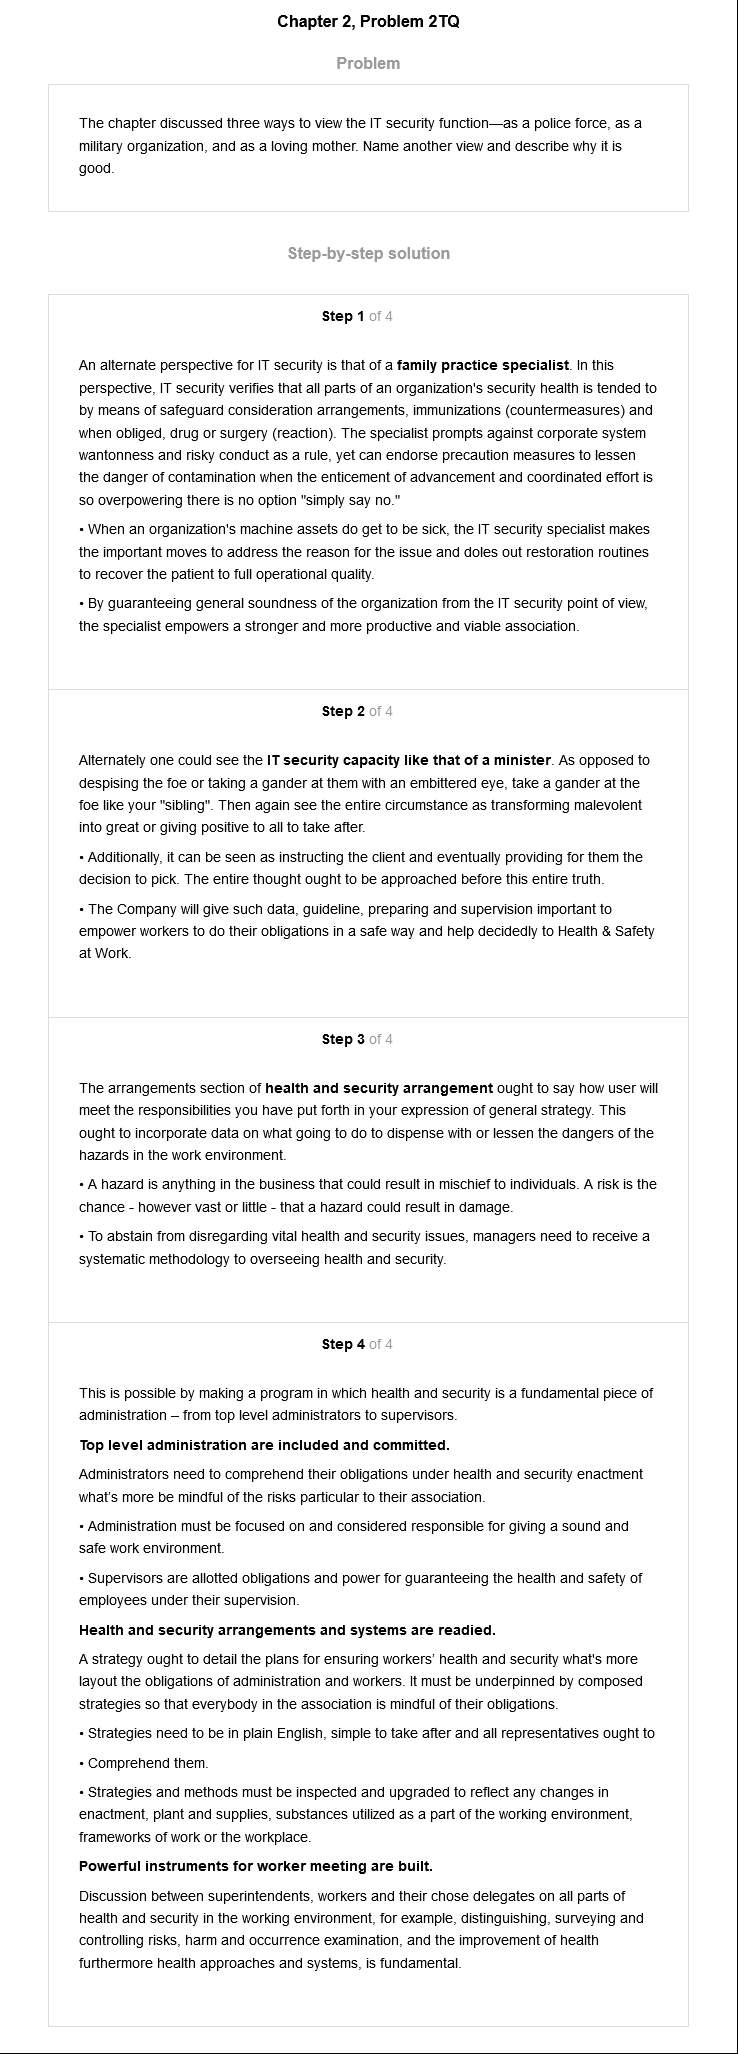 Chapter 2, Problem 2TQ
Problem
The chapter discussed three ways to view the IT security function—as a police force, as a
military organization, and as a loving mother. Name another view and describe why it is
good.
Step-by-step solution
Step 1 of 4
An alternate perspective for IT security is that of a family practice specialist. In this
perspective, IT security verifies that all parts of an organization's security health is tended to
by means of safeguard consideration arrangements, immunizations (countermeasures) and
when obliged, drug or surgery (reaction). The specialist prompts against corporate system
wantonness and risky conduct as a rule, yet can endorse precaution measures to lessen
the danger of contamination when the enticement of advancement and coordinated effort is
so overpowering there is no option "simply say no."
• When an organization's machine assets do get to be sick, the IT security specialist makes
the important moves to address the reason for the issue and doles out restoration routines
to recover the patient to full operational quality.
• By guaranteeing general soundness of the organization from the IT security point of view,
the specialist empowers a stronger and more productive and viable association.
Step 2 of 4
Alternately one could see the IT security capacity like that of a minister. As opposed to
despising the foe or taking a gander at them with an embittered eye, take a gander at the
foe like your "sibling". Then again see the entire circumstance as transforming malevolent
into great or giving positive to all to take after.
• Additionally, it can be seen as instructing the client and eventually providing for them the
decision to pick. The entire thought ought to be approached before this entire truth.
• The Company will give such data, guideline, preparing and supervision important to
empower workers to do their obligations in a safe way and help decidedly to Health & Safety
at Work.
Step 3 of 4
The arrangements section of health and security arrangement ought to say how user will
meet the responsibilities you have put forth in your expression of general strategy. This
ought to incorporate data on what going to do to dispense with or lessen the dangers of the
hazards in the work environment.
• A hazard is anything in the business that could result in mischief to individuals. A risk is the
chance - however vast or little - that a hazard could result in damage.
• To abstain from disregarding vital health and security issues, managers need to receive a
systematic methodology to overseeing health and security.
Step 4 of 4
This is possible by making a program in which health and security is a fundamental piece of
administration – from top level administrators to supervisors.
Top level administration are included and committed.
Administrators need to comprehend their obligations under health and security enactment
what's more be mindful of the risks particular to their association.
• Administration must be focused on and considered responsible for giving a sound and
safe work environment.
• Supervisors are allotted obligations and power for guaranteeing the health and safety of
employees under their supervision.
Health and security arrangements and systems are readied.
A strategy ought to detail the plans for ensuring workers' health and security what's more
layout the obligations of administration and workers. It must be underpinned by composed
strategies so that everybody in the association is mindful of their obligations.
• Strategies need to be in plain English, simple to take after and all representatives ought to
• Comprehend them.
• Strategies and methods must be inspected and upgraded to reflect any changes in
enactment, plant and supplies, substances utilized as a part of the working environment,
frameworks of work or the workplace.
Powerful instruments for worker meeting are built.
Discussion between superintendents, workers and their chose delegates on all parts of
health and security in the working environment, for example, distinguishing, surveying and
controlling risks, harm and occurrence examination, and the improvement of health
furthermore health approaches and systems, is fundamental.